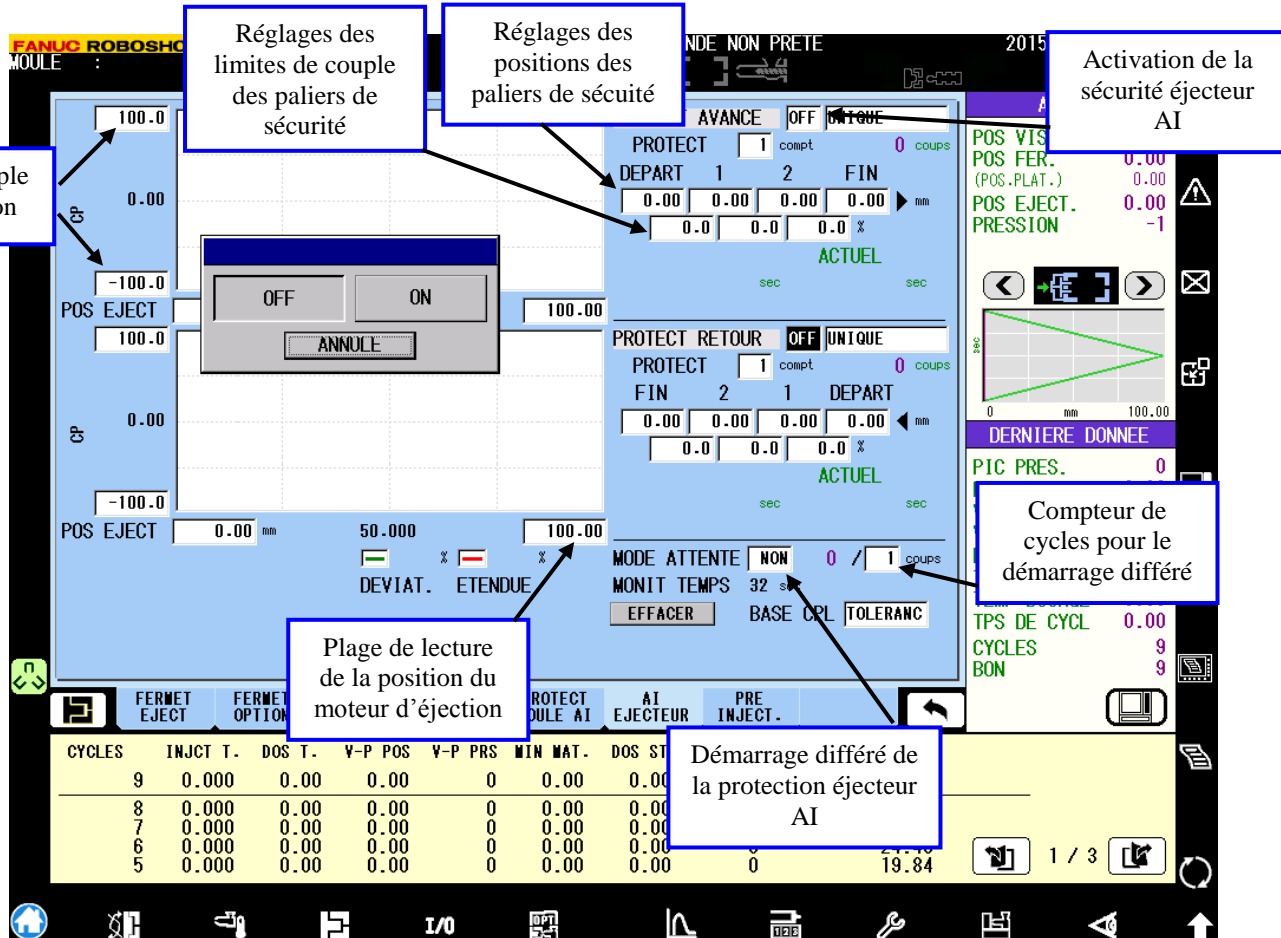 FANUC ROBOSHO
MOULE :
NDE NON PRETE
2015
Réglages des
limites de couple
des paliers de
sécurité
Réglages des
positions des
paliers de sécuité
Activation de la
sécurité éjecteur
AI
ple
on
100.0
0.00
CP
-100.0
POS EJECT
100.00
OFF
ON
ANNULE
100.0
0.00
CP
-100.0
POS EJECT 0.00 mm 50.000 100.00
% %
DEVIAT. ETENDUE
AVANCE OFF UNIQUE
PROTECT 1 compt 0 coups
DEPART 1 2 FIN
0.00 0.00 0.00 0.00 mm
0.0 0.0 0.0 %
ACTUEL
sec sec
PROTECT RETOUR OFF UNIQUE
PROTECT 1 compt 0 coups
FIN 2 1 DEPART
0.00 0.00 0.00 0.00 mm
0.0 0.0 0.0 %
ACTUEL
sec sec
MODE ATTENTE NON 0 / 1 coups
MONIT TEMPS 32
EFFACER BASE CPL TOLERANC
POS VIS
POS FER. 0.00
(POS.PLAT.) 0.00
POS EJECT. 0.00
PRESSION -1
sec
0 mm 100.00
DERNIERE DONNEE
PIC PRES. 0
TPS DE CYCL 0.00
CYCLES 9
BON 9
Compteur de
cycles pour le
démarrage différé
Plage de lecture
de la position du
moteur d'éjection
Démarrage différé de
la protection éjecteur
AI
FERMET
EJECT
FERMET
OPTION
ROTECT
OULE AI
AI
EJECTEUR
PRE
INJECT.
CYCLES INJCT T. DOS T. V-P POS V-P PRS MIN MAT. DOS ST
9 0.000 0.00 0.00 0 0.00 0.00
8 0.000 0.00 0.00 0 0.00 0.00
7 0.000 0.00 0.00 0 0.00 0.00
6 0.000 0.00 0.00 0 0.00 0.00
5 0.000 0.00 0.00 0 0.00 0.00 0 19.84
1 / 3
I/O
OPT
123